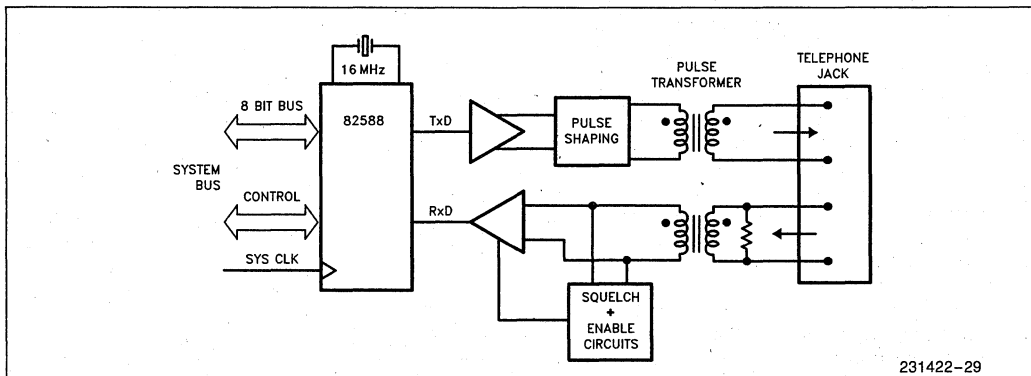 16 MHz
8 BIT BUS
82588
TxD
PULSE
SHAPING
PULSE
TRANSFORMER
TELEPHONE
JACK
SYSTEM
BUS
CONTROL
RxD
SYS CLK
SQUELCH
+
ENABLE
CIRCUITS
231422-29